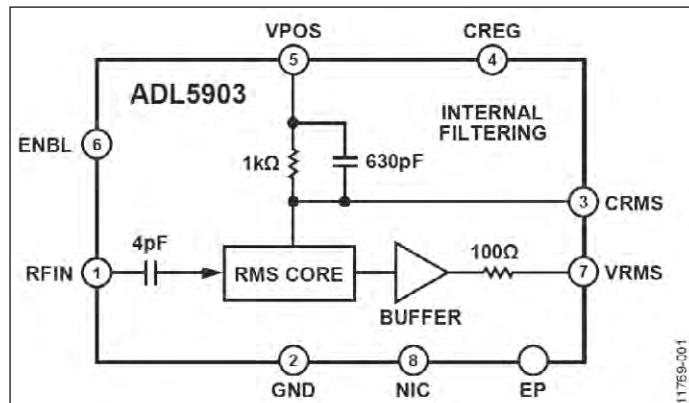 VPOS
CREG
5
4
ADL5903
INTERNAL
FILTERING
ENBL
6
1kΩ
630pF
3
CRMS
4pF
100Ω
RFIN
1
RMS CORE
7
VRMS
BUFFER
2
8
GND
NIC
EP
11769-001